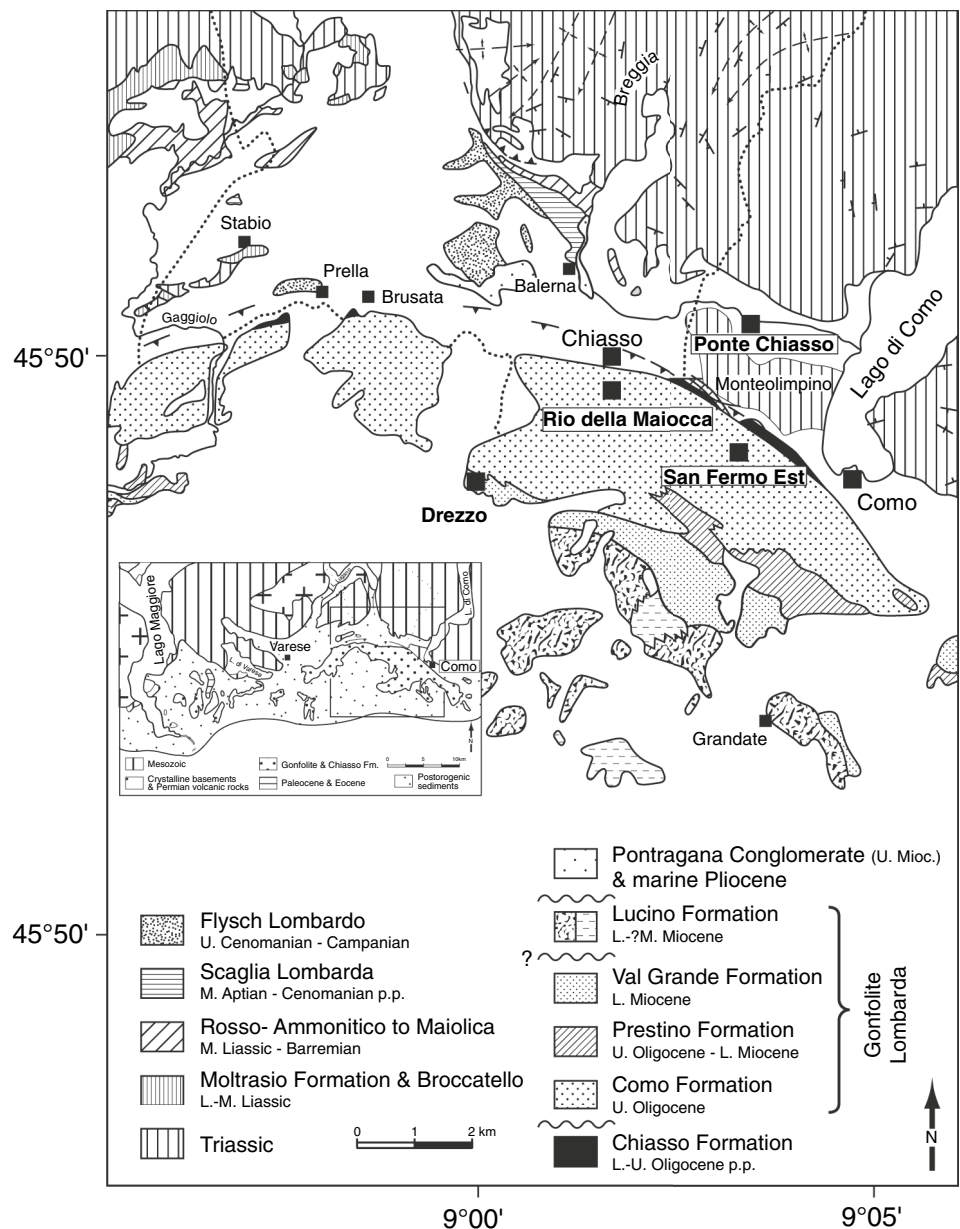 Breggia
Stabio
Prella
Brusata
Balerna
Gaggiolo
Chiasso
Ponte Chiasso
Monteolimpino
Lago di Como
45°50'
Rio della Maiocca
San Fermo Est
Como
Drezzo
Lago Maggiore
L. di Como
Varese
L. di Varese
Como
N
Mesozoic
Gonfolite & Chiasso Fm.
0 5 10km
Crystalline basements
& Permian volcanic rocks
Paleocene & Eocene
Postorogenic
sediments
Grandate
Pontragana Conglomerate (U. Mioc.)
& marine Pliocene
45°50'
Flysch Lombardo
U. Cenomanian - Campanian
Scaglia Lombarda
M. Aptian - Cenomanian p.p.
Rosso- Ammonitico to Maiolica
M. Liassic - Barremian
Moltrasio Formation & Broccatello
L.-M. Liassic
Triassic
0 1 2 km
Lucino Formation
L.-?M. Miocene
?
Val Grande Formation
L. Miocene
Prestino Formation
U. Oligocene - L. Miocene
Como Formation
U. Oligocene
Chiasso Formation
L.-U. Oligocene p.p.
Gonfolite
Lombarda
N
9°00'
9°05'